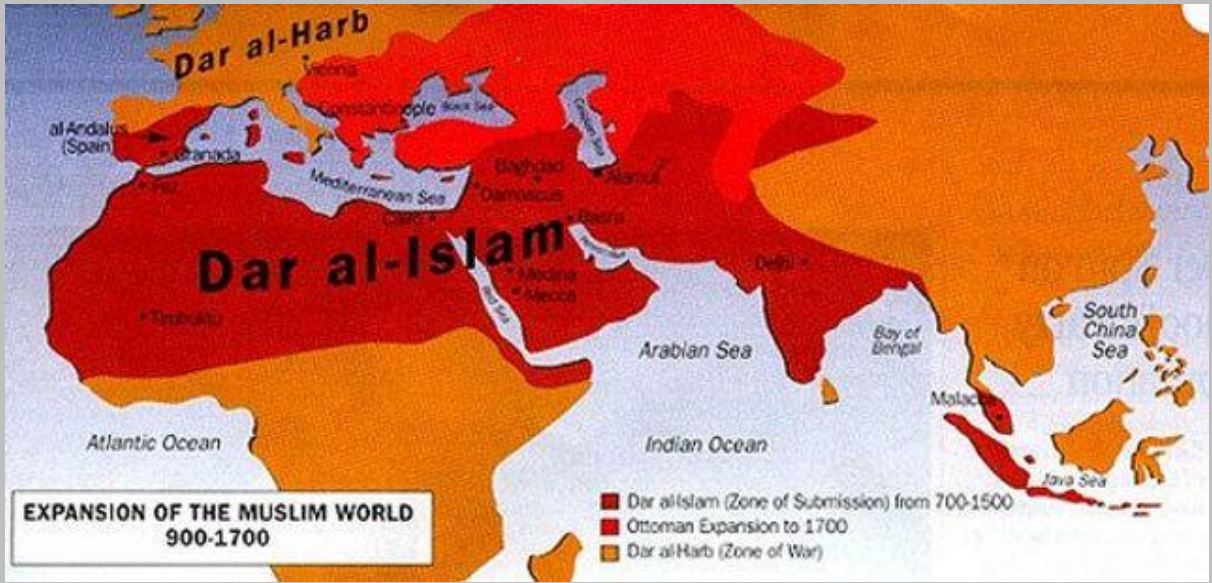 Dar al-Harb
Vienna
Constantinople
Black Sea
Caspian Sea
al-Andalus
(Spain)
Granada
Fez
Mediterranean Sea
Baghdad
Damascus
Alamut
Cairo
Basra
Dar al-Islam
Medina
Mecca
Red Sea
Delhi
Timbuktu
Arabian Sea
Bay of
Bengal
South
China
Sea
Malacca
Atlantic Ocean
Indian Ocean
Java Sea
EXPANSION OF THE MUSLIM WORLD
900-1700
Dar al-Islam (Zone of Submission) from 700-1500
Ottoman Expansion to 1700
Dar al-Harb (Zone of War)